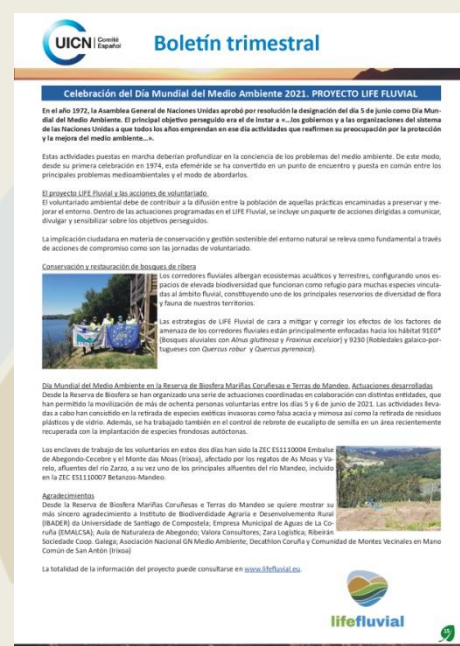 UICN Comité
Español
Boletín trimestral
Celebración del Día Mundial del Medio Ambiente 2021. PROYECTO LIFE FLUVIAL
En el año 1972, la Asamblea General de Naciones Unidas aprobó por resolución la designación del día 5 de junio como Día Mun-
dial del Medio Ambiente. El principal objetivo perseguido era el de instar a «...los gobiernos y a las organizaciones del sistema
de las Naciones Unidas a que todos los años emprendan en ese día actividades que reafirmen su preocupación por la protección
y la mejora del medio ambiente...».
Estas actividades puestas en marcha deberían profundizar en la conciencia de los problemas del medio ambiente. De este modo,
desde su primera celebración en 1974, esta efeméride se ha convertido en un punto de encuentro y puesta en común entre los
principales problemas medioambientales y el modo de abordarlos.
El proyecto LIFE Fluvial y las acciones de voluntariado
El voluntariado ambiental debe de contribuir a la difusión entre la población de aquellas prácticas encaminadas a preservar y me-
jorar el entorno. Dentro de las actuaciones programadas en el LIFE Fluvial, se incluye un paquete de acciones dirigidas a comunicar,
divulgar y sensibilizar sobre los objetivos perseguidos.
La implicación ciudadana en materia de conservación y gestión sostenible del entorno natural se releva como fundamental a través
de acciones de compromiso como son las jornadas de voluntariado.
Conservación y restauración de bosques de ribera
Los corredores fluviales albergan ecosistemas acuáticos y terrestres, configurando unos es-
pacios de elevada biodiversidad que funcionan como refugio para muchas especies vincula-
das al ámbito fluvial, constituyendo uno de los principales reservorios de diversidad de flora
y fauna de nuestros territorios.
Las estrategias de LIFE Fluvial de cara a mitigar y corregir los efectos de los factores de
amenaza de los corredores fluviales están principalmente enfocadas hacia los hábitat 91E0*
(Bosques aluviales con Alnus glutinosa y Fraxinus excelsior) y 9230 (Robledales galaico-por-
tugueses con Quercus robur y Quercus pyrenaica).
Día Mundial del Medio Ambiente en la Reserva de Biosfera Mariñas Coruñesas e Terras do Mandeo. Actuaciones desarrolladas
Desde la Reserva de Biosfera se han organizado una serie de actuaciones coordinadas en colaboración con distintas entidades, que
han permitido la movilización de más de ochenta personas voluntarias entre los días 5 y 6 de junio de 2021. Las actividades lleva-
das a cabo han consistido en la retirada de especies exóticas invasoras como falsa acacia y mimosa así como la retirada de residuos
plásticos y de vidrio. Además, se ha trabajado también en el control de rebrote de eucalipto de semilla en un área recientemente
recuperada con la implantación de especies frondosas autóctonas.
Los enclaves de trabajo de los voluntarios en estos dos días han sido la ZEC ES1110004 Embalse
de Abegondo-Cecebre y el Monte das Moas (Irixoa), afectado por los regatos de As Moas y Va-
relo, afluentes del río Zarzo, a su vez uno de los principales afluentes del río Mandeo, incluido
en la ZEC ES1110007 Betanzos-Mandeo.
Agradecimientos
Desde la Reserva de Biosfera Mariñas Coruñesas e Terras do Mandeo se quiere mostrar su
más sincero agradecimiento a Instituto de Biodiversidade Agraria e Desenvolvemento Rural
(IBADER) da Universidade de Santiago de Compostela; Empresa Municipal de Aguas de La Co-
ruña (EMALCSA); Aula de Naturaleza de Abegondo; Valora Consultores; Zara Logística; Ribeirán
Sociedade Coop. Galega; Asociación Nacional GN Medio Ambiente, Decathlon Coruña y Comunidad de Montes Vecinales en Mano
Común de San Antón (Irixoa)
La totalidad de la información del proyecto puede consultarse en www.lifefluvial.eu.
lifefluvial